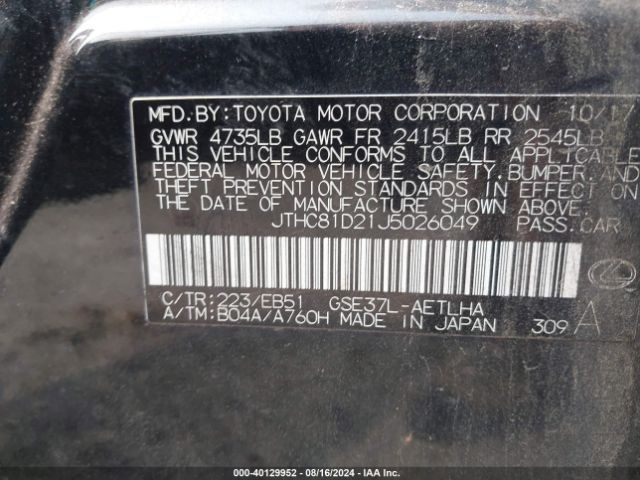 MFD.BY:TOYOTA MOTOR CORPORATION 10/17
GVWR 4735LB GAWR FR 2415LB RR 2545LB
THIS VEHICLE CONFORMS TO ALL APPLICABLE
FEDERAL MOTOR VEHICLE SAFETY,BUMPER,AND
THEFT PREVENTION STANDARDS IN EFFECT ON
THE DATE OF MANUFACTURE SHOWN ABOVE.
JTHC81D21J5026049 PASS.CAR
C/TR:223/EB51 GSE37L-AETLHA
A/TM:B04A/A760H MADE IN JAPAN 309 A
000-40129952 - 08/16/2024 - IAA Inc.